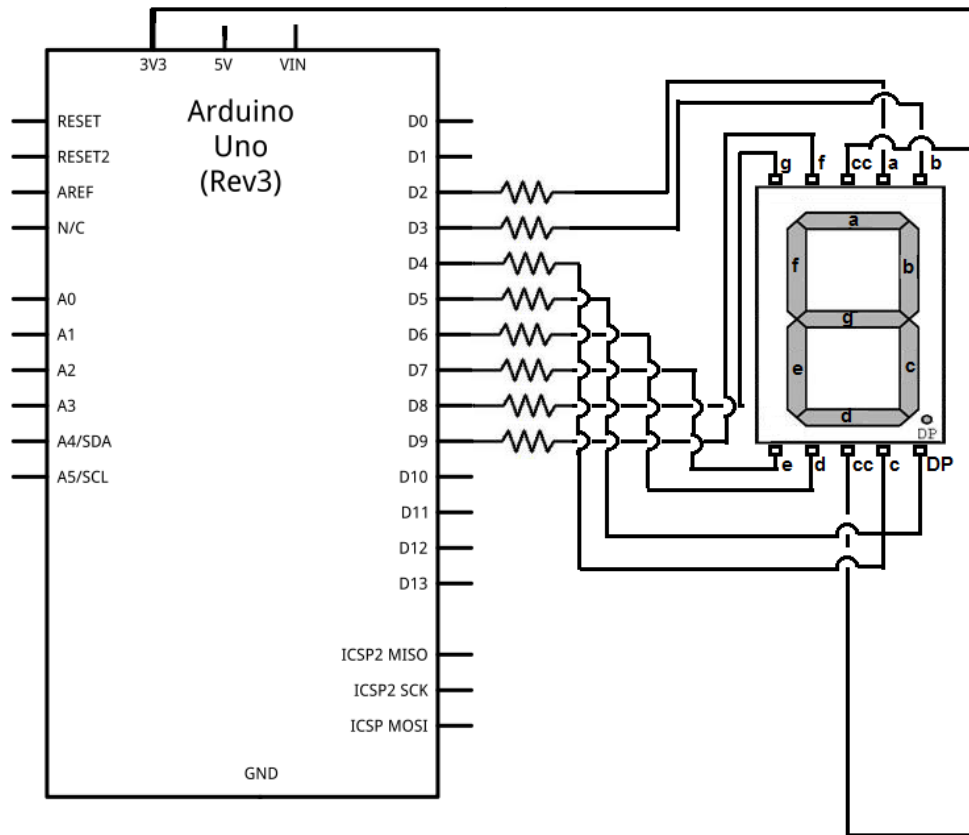 3V3 5V VIN
Arduino
Uno
(Rev3)
RESET
RESET2
AREF
N/C
A0
A1
A2
A3
A4/SDA
A5/SCL
D0
D1
D2
D3
D4
D5
D6
D7
D8
D9
D10
D11
D12
D13
ICSP2 MISO
ICSP2 SCK
ICSP MOSI
GND
g f cc a b
a
f b
g
e c
d
DP
e d cc c DP